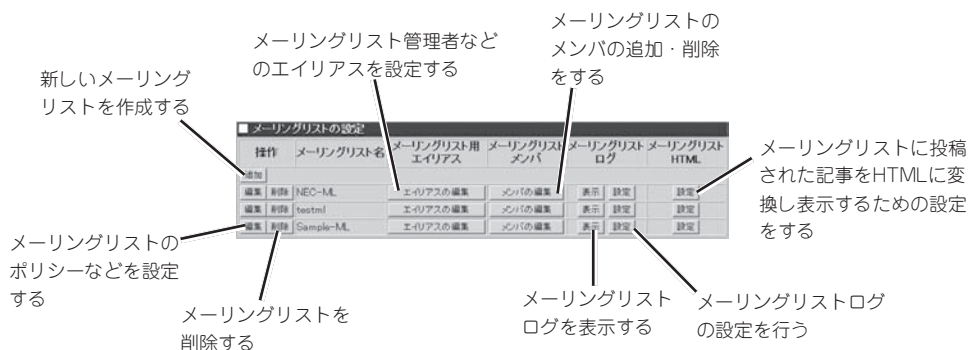 メーリングリストの
メンバの追加・削除
をする
メーリングリスト管理者など
のエイリアスを設定する
新しいメーリング
リストを作成する
■ メーリングリストの設定
操作 メーリングリスト名 メーリングリスト用 メーリングリスト メーリングリスト メーリングリスト
エイリアス メンバ ログ HTML
追加
編集 削除 NEC-ML エイリアスの編集 メンバの編集 表示 設定 設定
編集 削除 testml エイリアスの編集 メンバの編集 表示 設定 設定
編集 削除 Sample-ML エイリアスの編集 メンバの編集 表示 設定 設定
メーリングリストに投稿
された記事をHTMLに変
換し表示するための設定
をする
メーリングリストの
ポリシーなどを設定
する
メーリングリストを
削除する
メーリングリスト
ログを表示する
メーリングリストログ
の設定を行う